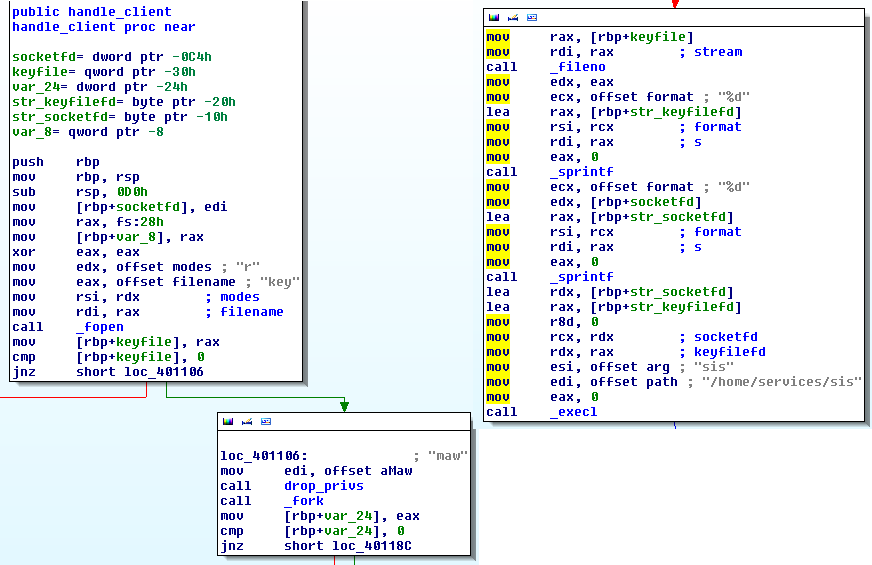 public handle_client
handle_client proc near
socketfd= dword ptr -0C4h
keyfile= qword ptr -30h
var_24= dword ptr -24h
str_keyfilefd= byte ptr -20h
str_socketfd= byte ptr -10h
var_8= qword ptr -8
push rbp
mov rbp, rsp
sub rsp, 0D0h
mov [rbp+socketfd], edi
mov rax, fs:28h
mov [rbp+var_8], rax
xor eax, eax
mov edx, offset modes ; "r"
mov eax, offset filename ; "key"
mov rsi, rdx ; modes
mov rdi, rax ; filename
call _fopen
mov [rbp+keyfile], rax
cmp [rbp+keyfile], 0
jnz short loc_401106
loc_401106: ; "maw"
mov edi, offset aMaw
call drop_privs
call _fork
mov [rbp+var_24], eax
cmp [rbp+var_24], 0
jnz short loc_40118C
mov rax, [rbp+keyfile]
mov rdi, rax ; stream
call _fileno
mov edx, eax
mov ecx, offset format ; "%d"
lea rax, [rbp+str_keyfilefd]
mov rsi, rcx ; format
mov rdi, rax ; s
mov eax, 0
call _sprintf
mov ecx, offset format ; "%d"
mov edx, [rbp+socketfd]
lea rax, [rbp+str_socketfd]
mov rsi, rcx ; format
mov rdi, rax ; s
mov eax, 0
call _sprintf
lea rdx, [rbp+str_socketfd]
lea rax, [rbp+str_keyfilefd]
mov r8d, 0
mov rcx, rdx ; socketfd
mov rdx, rax ; keyfilefd
mov esi, offset arg ; "sis"
mov edi, offset path ; "/home/services/sis"
mov eax, 0
call _execl